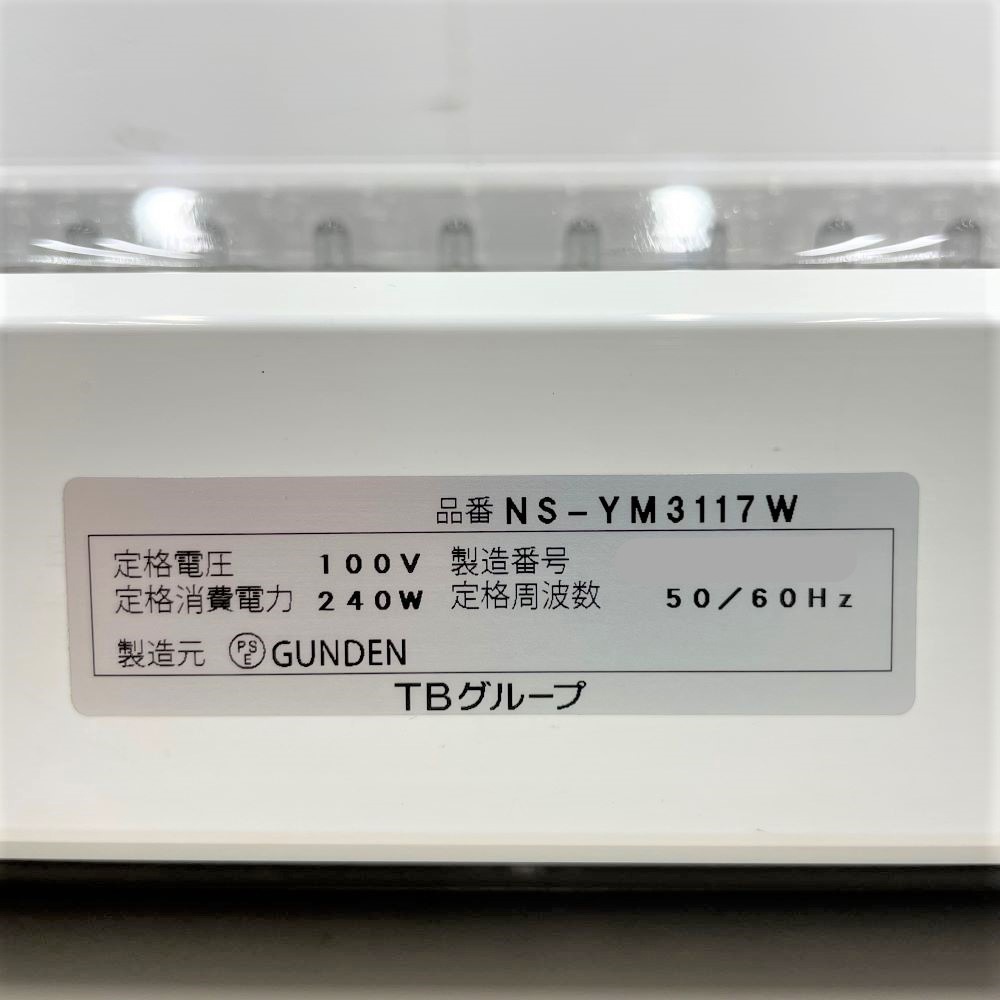 品番 NS-YM3117W
定格電圧 100V 製造番号
定格消費電力 240W 定格周波数 50/60Hz
製造元 PSE GUNDEN
TBグループ